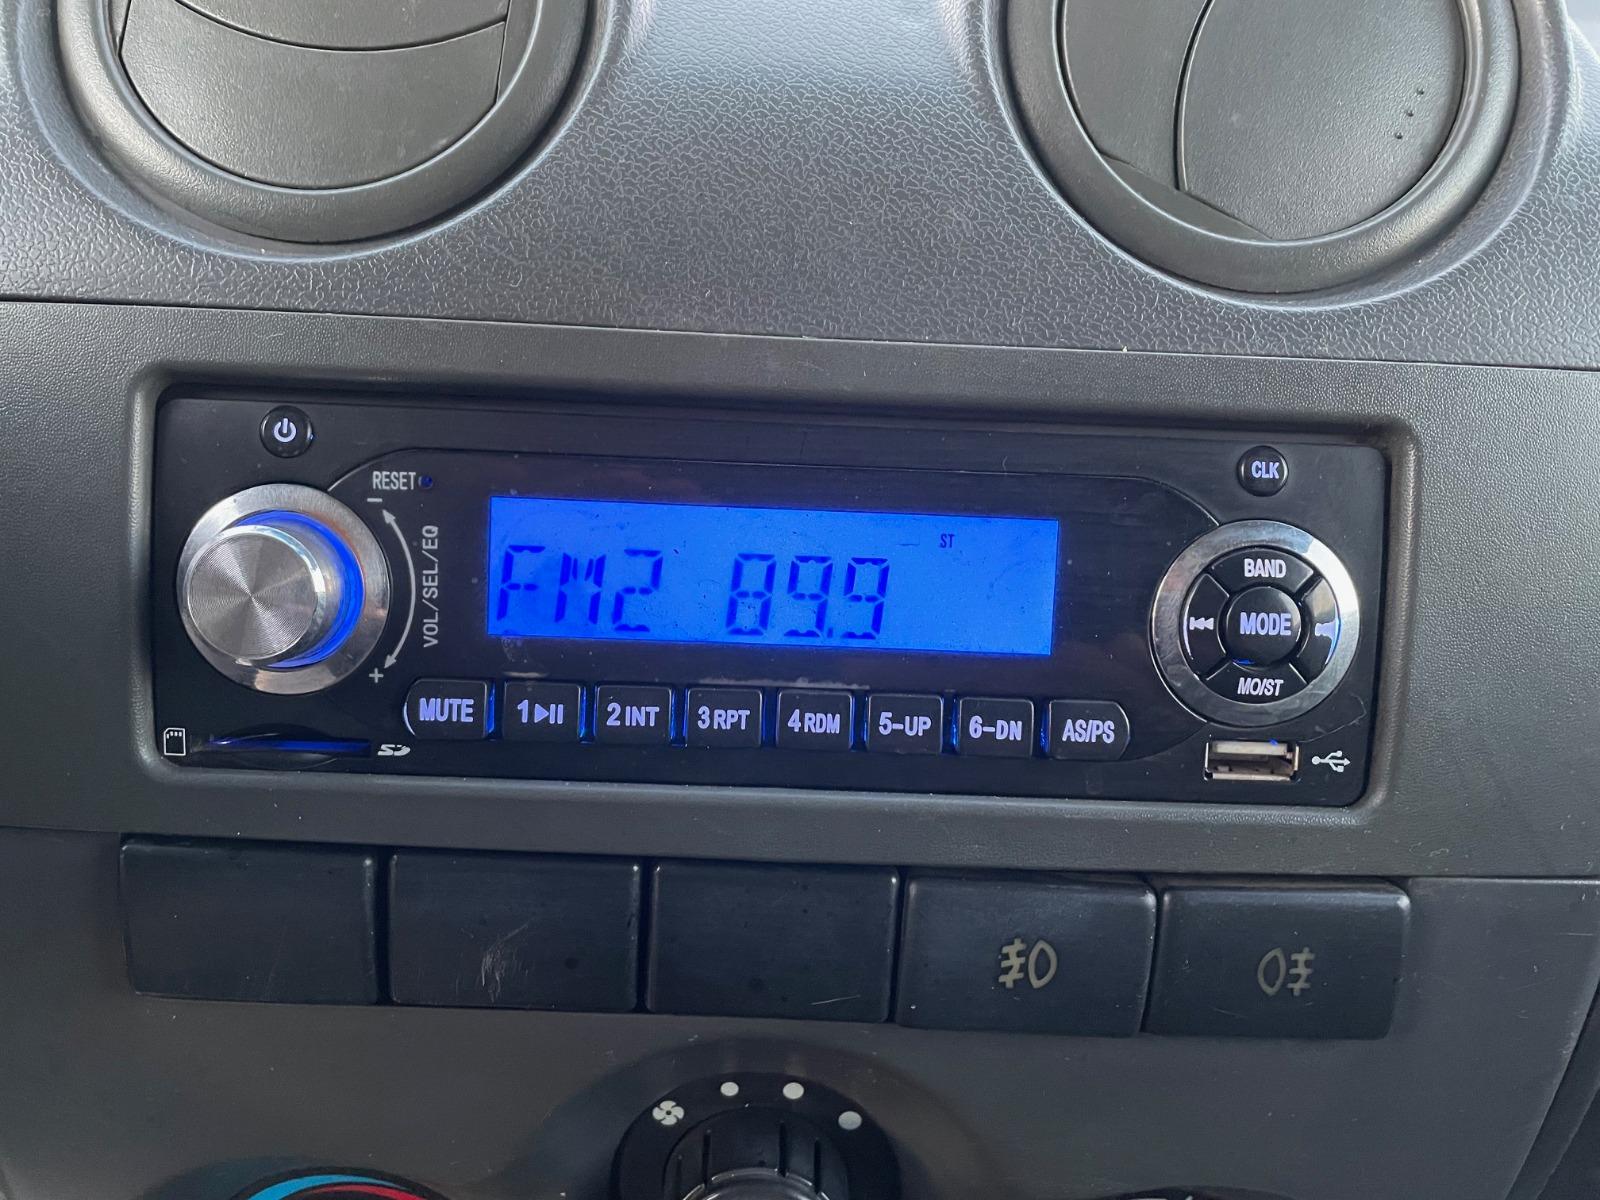 RESET
CLK
− VOL/SEL/EQ +
ST
FM2 89.9
BAND
MODE
MO/ST
MUTE
1
2 INT
3 RPT
4 RDM
5-UP
6-DN
AS/PS
SD